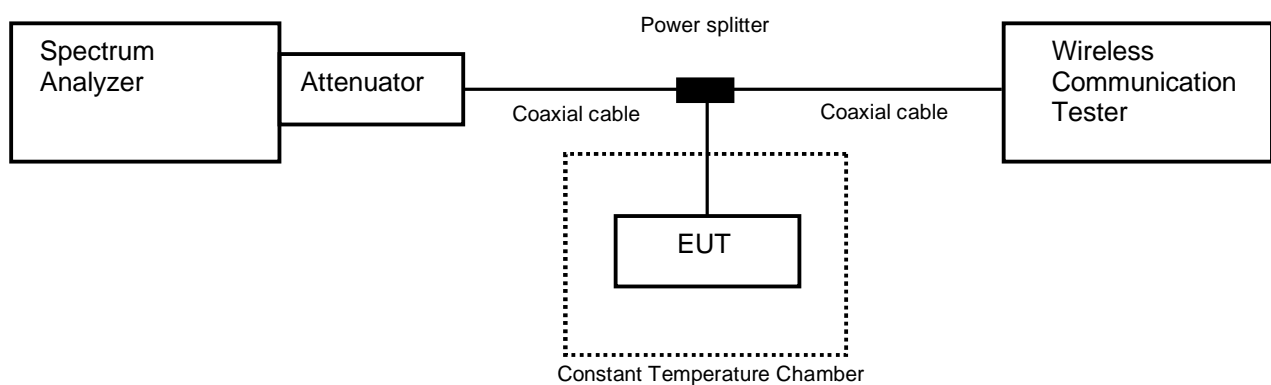 Power splitter
Spectrum
Analyzer
Attenuator
Coaxial cable
Coaxial cable
Wireless
Communication
Tester
EUT
Constant Temperature Chamber